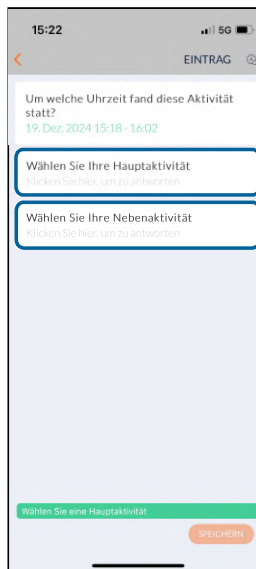 15:22
5G
EINTRAG
Um welche Uhrzeit fand diese Aktivität
statt?
19. Dez. 2024 15:18 - 16:02
Wählen Sie Ihre Hauptaktivität
Klicken Sie hier, um zu antworten
Wählen Sie Ihre Nebenaktivität
Klicken Sie hier, um zu antworten
Wählen Sie eine Hauptaktivität
SPEICHERN